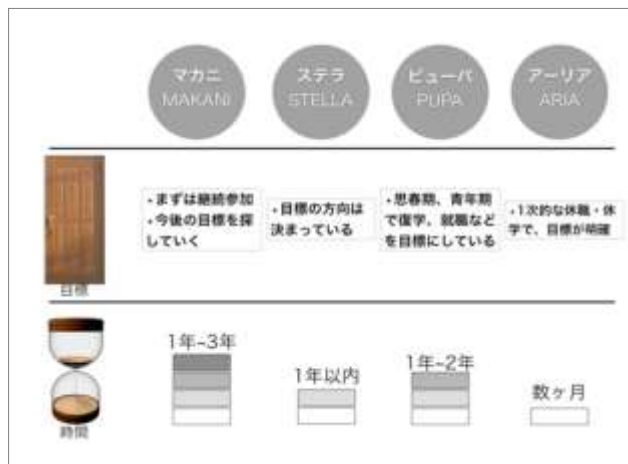 マカニ
MAKANI
ステラ
STELLA
ピューパ
PUPA
アーリア
ARIA
目標
・まずは継続参加
・今後の目標を探
していく
・目標の方向は
決まっている
・思春期、青年期
で復学、就職など
を目標にしている
・1次的な休職・休
学で、目標が明確
時間
1年~3年
1年以内
1年~2年
数ヶ月